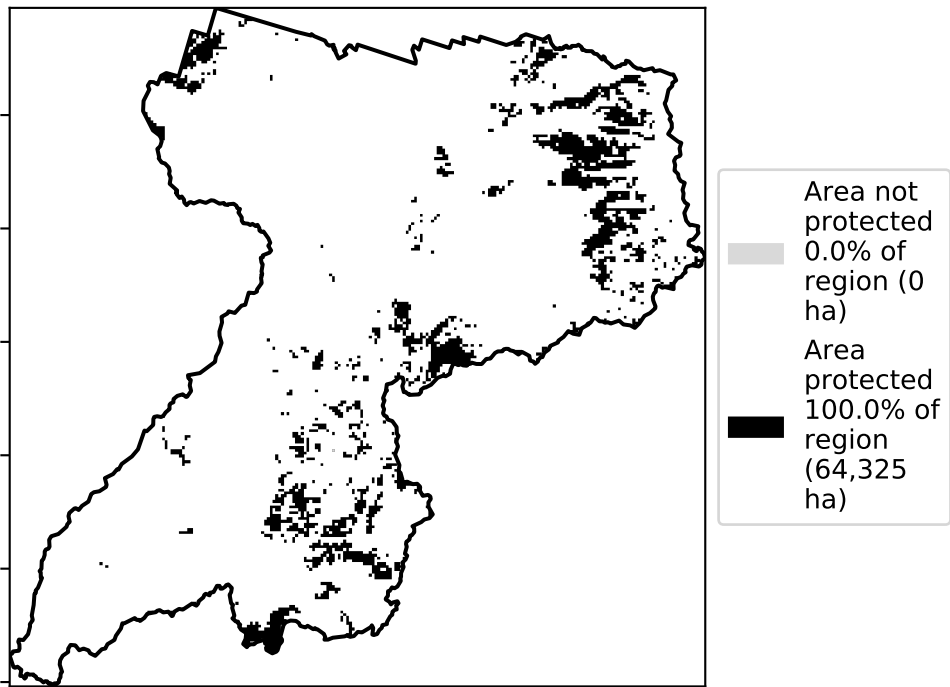 Area not
protected
0.0% of
region (0
ha)
Area
protected
100.0% of
region
(64,325
ha)